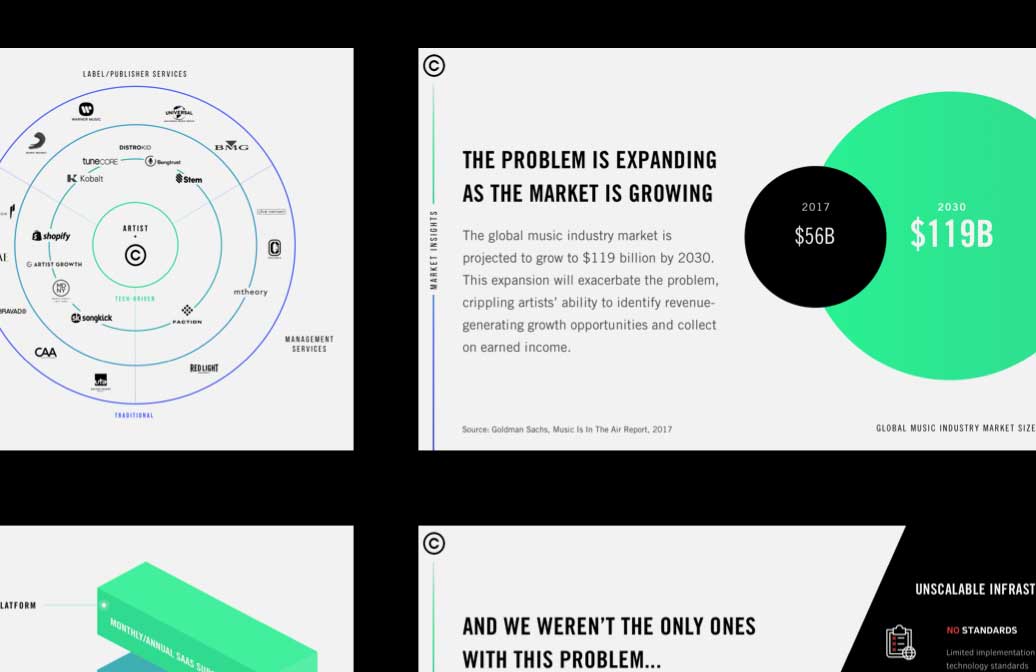 LABEL/PUBLISHER SERVICES
WARNER MUSIC
UNIVERSAL
DISTROKID
BMG
tuneCORE
Songtrust
Kobalt
Stem
ARTIST
+
C
shopify
ARTIST GROWTH
TECH-DRIVEN
mtheory
BRAVADO
songkick
FACTION
MANAGEMENT
SERVICES
CAA
RED LIGHT
uta
TRADITIONAL
C
MARKET INSIGHTS
THE PROBLEM IS EXPANDING
AS THE MARKET IS GROWING
The global music industry market is
projected to grow to $119 billion by 2030.
This expansion will exacerbate the problem,
crippling artists’ ability to identify revenue-
generating growth opportunities and collect
on earned income.
Source: Goldman Sachs, Music Is In The Air Report, 2017
2017
$56B
2030
$119B
GLOBAL MUSIC INDUSTRY MARKET SIZE
LATFORM
MONTHLY/ANNUAL SAAS SUB
C
AND WE WEREN’T THE ONLY ONES
WITH THIS PROBLEM...
UNSCALABLE INFRAST
NO STANDARDS
Limited implementation
technology standards